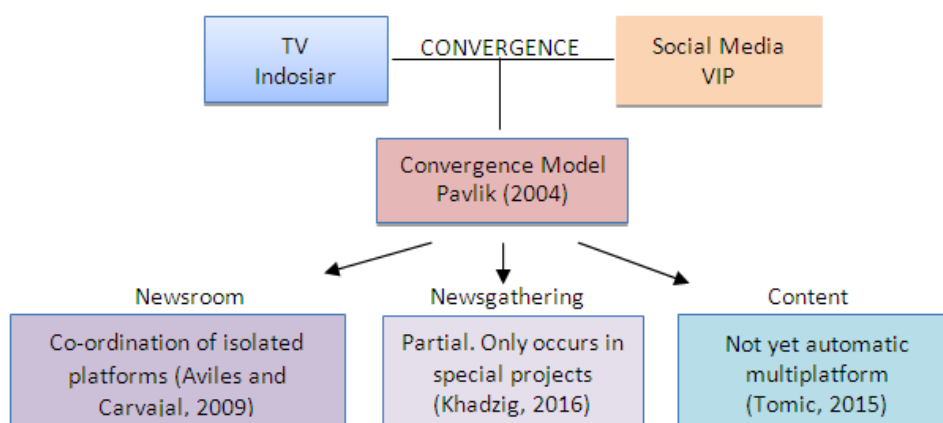 TV
Indosiar
CONVERGENCE
Social Media
VIP
Convergence Model
Pavlik (2004)
Newsroom
Newsgathering
Content
Co-ordination of isolated
platforms (Aviles and
Carvajal, 2009)
Partial. Only occurs in
special projects
(Khadzig, 2016)
Not yet automatic
multiplatform
(Tomic, 2015)